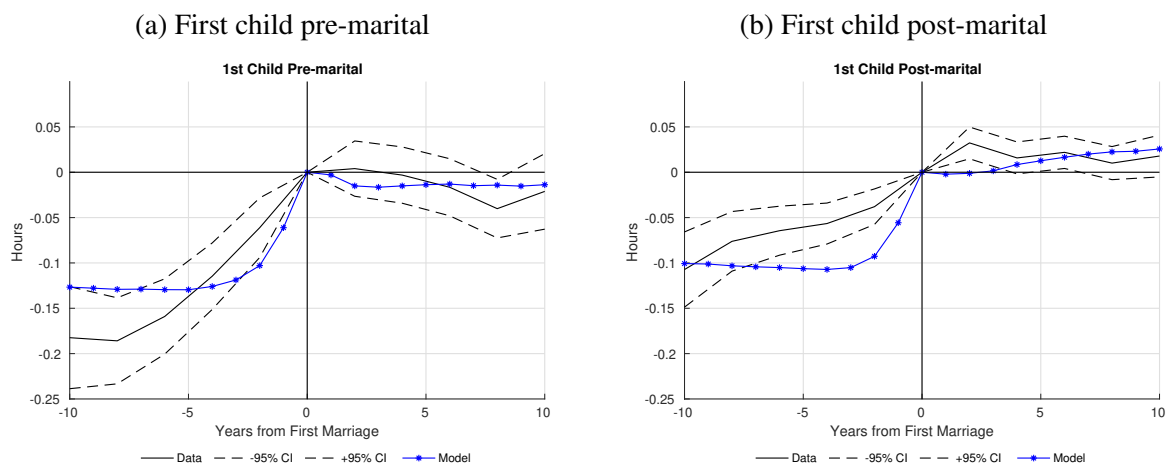 (a) First child pre-marital
1st Child Pre-marital
0.05
0
-0.05
-0.1
-0.15
-0.2
-0.25
Hours
-10 -5 0 5 10
Years from First Marriage
Data -95% CI +95% CI Model
(b) First child post-marital
1st Child Post-marital
0.05
0
-0.05
-0.1
-0.15
-0.2
-0.25
Hours
-10 -5 0 5 10
Years from First Marriage
Data -95% CI +95% CI Model